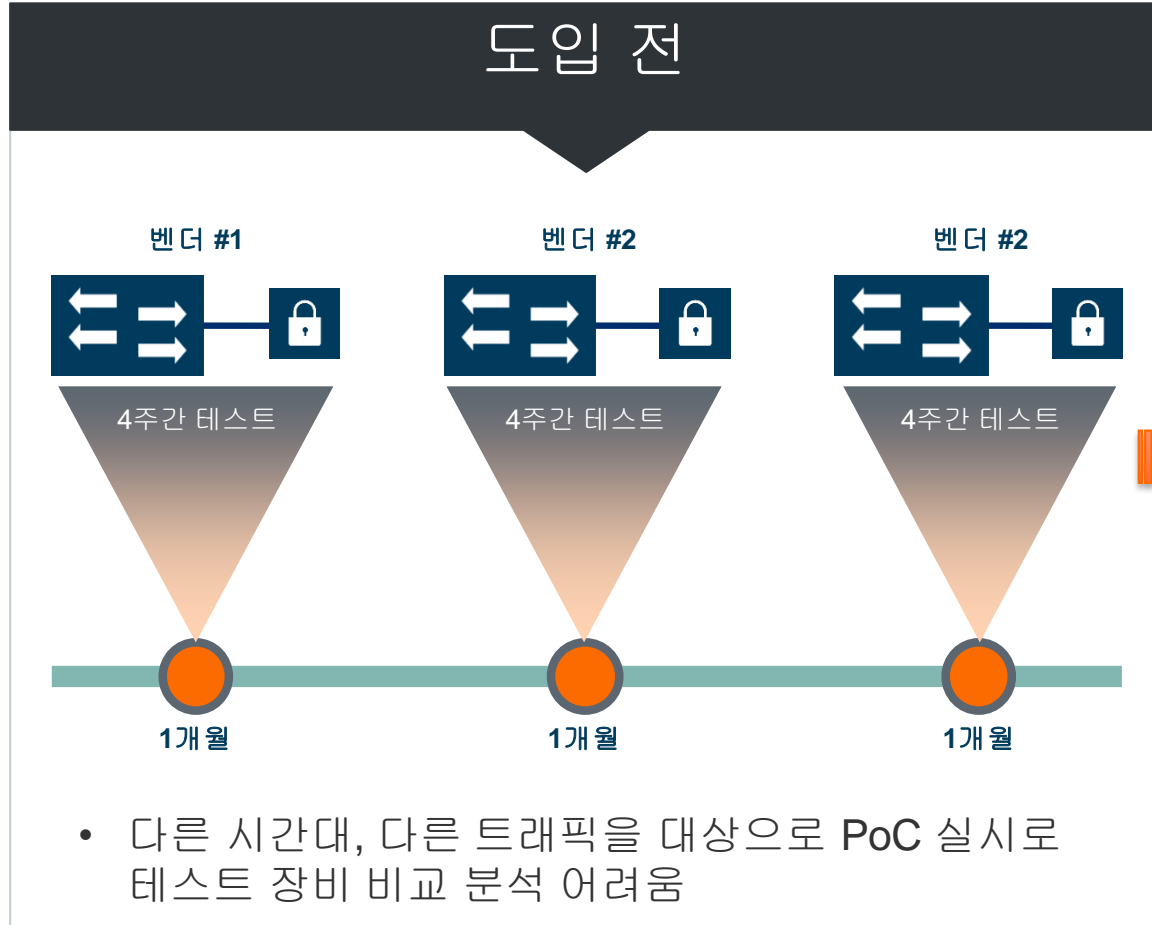 도입 전
벤더 #1
벤더 #2
벤더 #2
4주간 테스트
4주간 테스트
4주간 테스트
1개월
1개월
1개월
• 다른 시간대, 다른 트래픽을 대상으로 PoC 실시로
테스트 장비 비교 분석 어려움